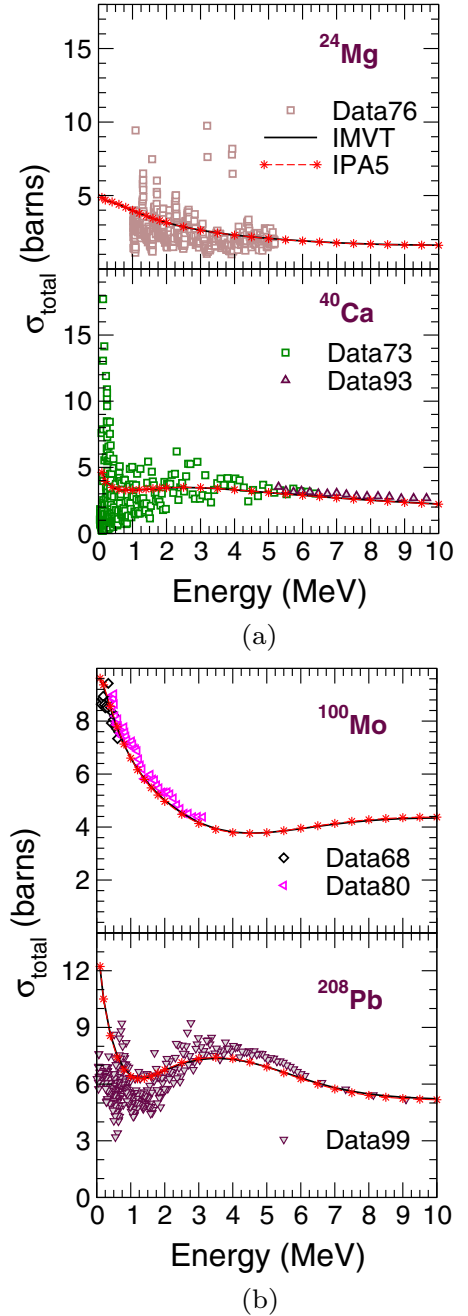 ²⁴Mg
15
10
5
Data76
IMVT
IPA5
σtotal (barns)
⁴⁰Ca
15
10
5
0
Data73
Data93
0 1 2 3 4 5 6 7 8 9 10
Energy (MeV)
(a)
¹⁰⁰Mo
8
6
4
2
Data68
Data80
σtotal (barns)
²⁰⁸Pb
12
9
6
3
0
Data99
0 1 2 3 4 5 6 7 8 9 10
Energy (MeV)
(b)